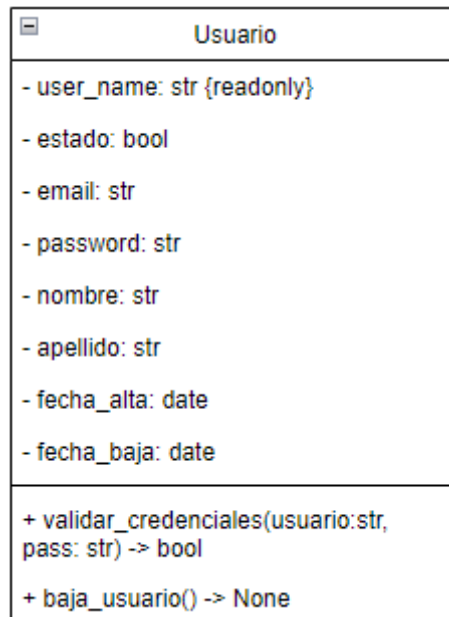 Usuario
- user_name: str {readonly}
- estado: bool
- email: str
- password: str
- nombre: str
- apellido: str
- fecha_alta: date
- fecha_baja: date
+ validar_credenciales(usuario:str,
pass: str) -> bool
+ baja_usuario() -> None